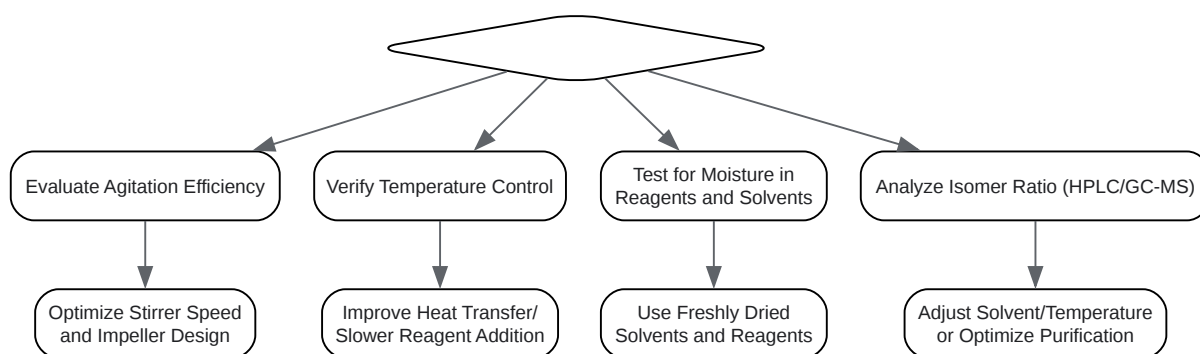 Evaluate Agitation Efficiency
Verify Temperature Control
Test for Moisture in
Reagents and Solvents
Analyze Isomer Ratio (HPLC/GC-MS)
Optimize Stirrer Speed
and Impeller Design
Improve Heat Transfer/
Slower Reagent Addition
Use Freshly Dried
Solvents and Reagents
Adjust Solvent/Temperature
or Optimize Purification